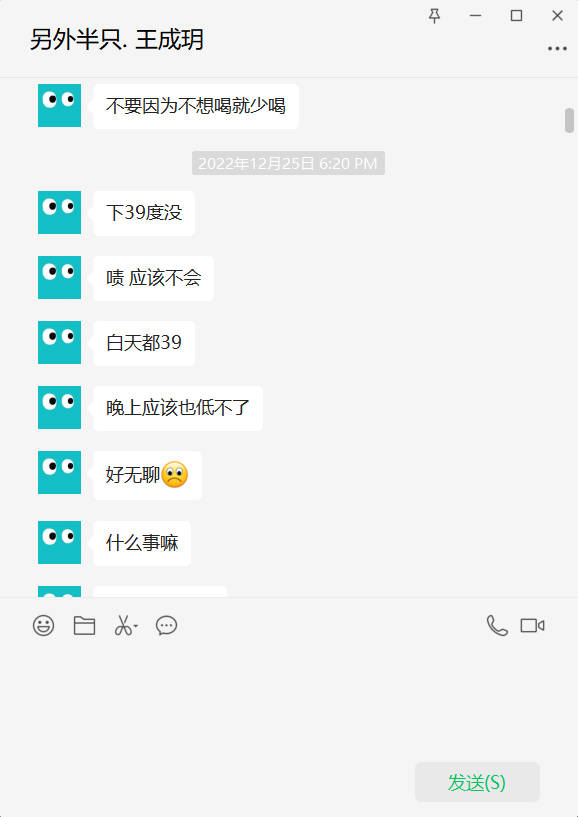 另外半只. 王成玥
不要因为不想喝就少喝
2022年12月25日 6:20 PM
下39度没
啧 应该不会
白天都39
晚上应该也低不了
好无聊
什么事嘛
发送(S)